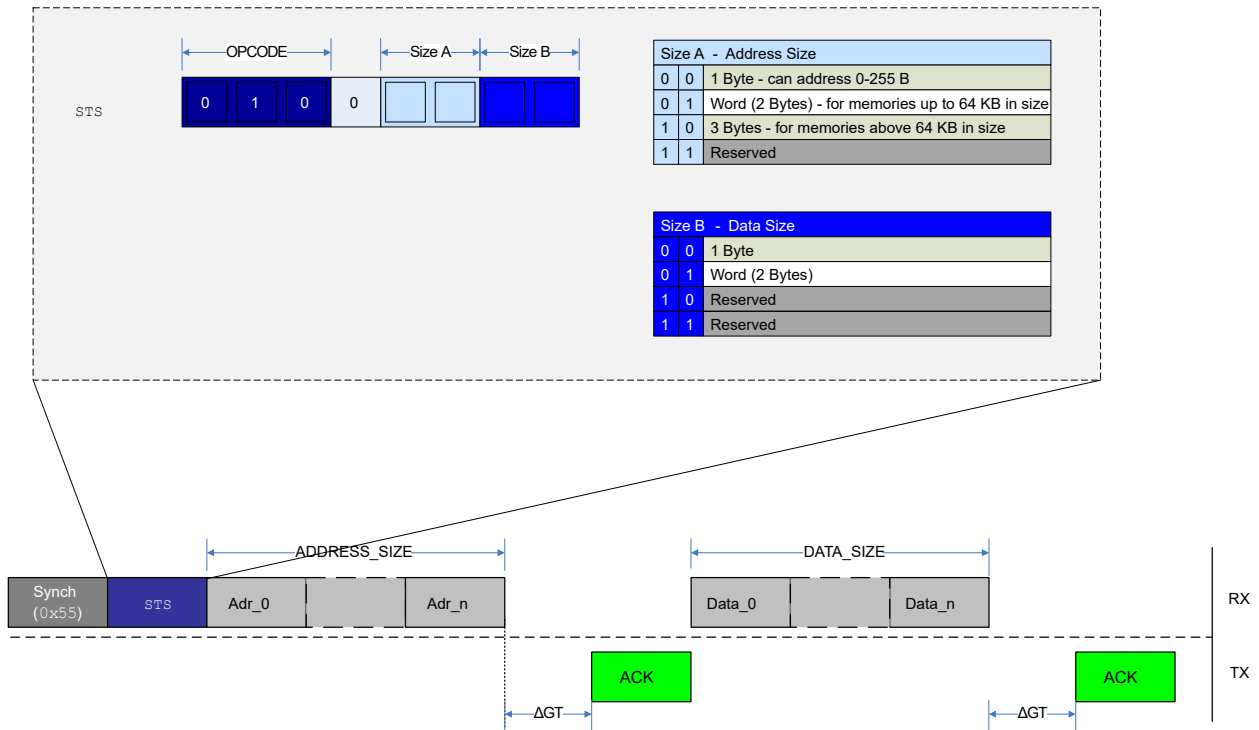 OPCODE Size A Size B
STS 0 1 0 0
Size A - Address Size
0 0 1 Byte - can address 0-255 B
0 1 Word (2 Bytes) - for memories up to 64 KB in size
1 0 3 Bytes - for memories above 64 KB in size
1 1 Reserved
Size B - Data Size
0 0 1 Byte
0 1 Word (2 Bytes)
1 0 Reserved
1 1 Reserved
ADDRESS_SIZE DATA_SIZE
Synch
(0x55)
STS Adr_0 Adr_n Data_0 Data_n RX
ACK ACK TX
ΔGT ΔGT